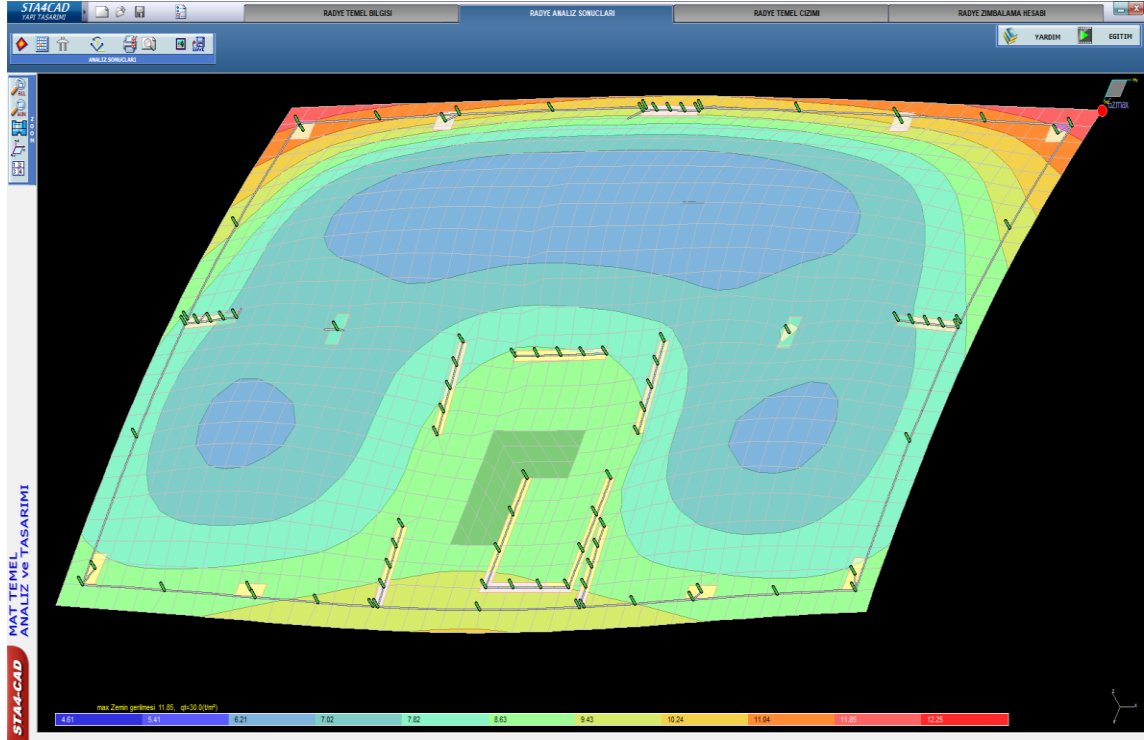 STA4CAD
YAPI TASARIMI
RADYE TEMEL BILGISI
RADYE ANALIZ SONUCLARI
RADYE TEMEL CIZIMI
RADYE ZIMBALAMA HESABI
ANALIZ SONUCLARI
YARDIM
EGITIM
ZOOM
Gzmax
MAT TEMEL
ANALIZ ve TASARIMI
STA4-CAD
max Zemin gerilmesi 11.85, qt=30.0(t/m²)
4.61 5.41 6.21 7.02 7.82 8.63 9.43 10.24 11.04 11.85 12.25